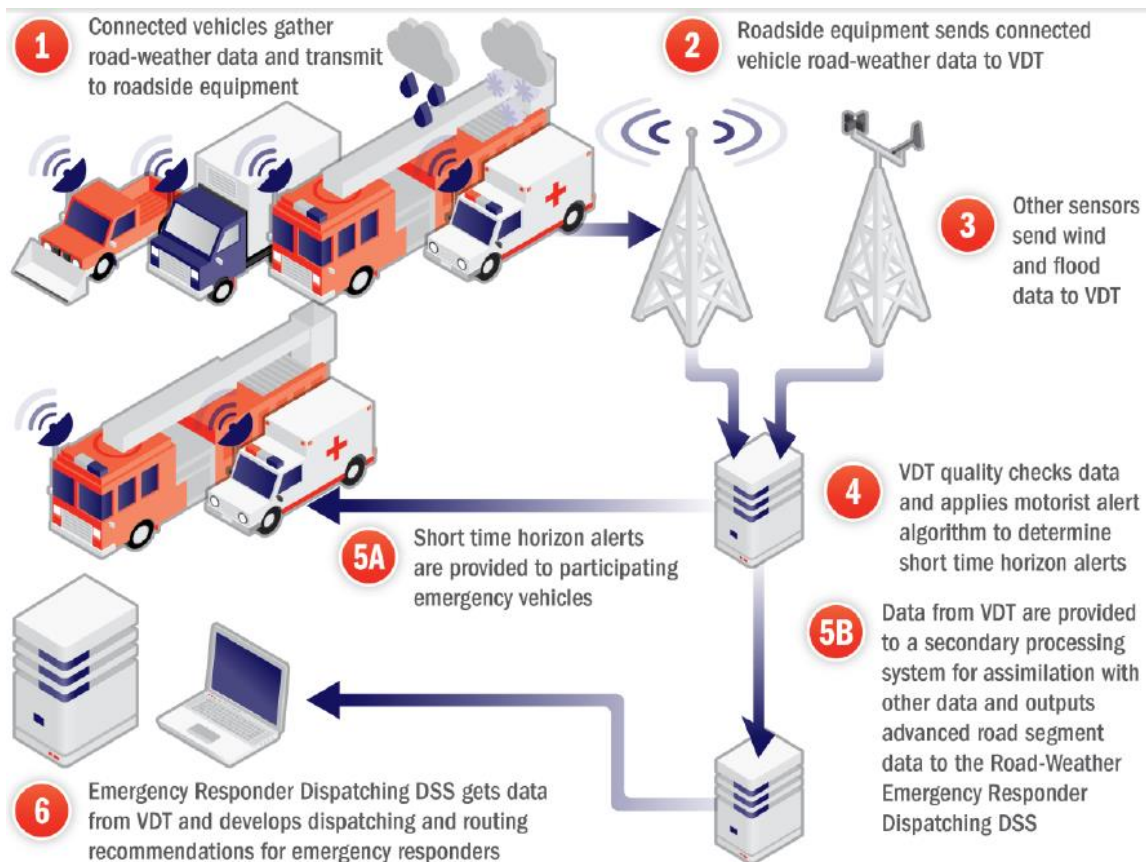 1
Connected vehicles gather
road-weather data and transmit
to roadside equipment
2
Roadside equipment sends connected
vehicle road-weather data to VDT
3
Other sensors
send wind
and flood
data to VDT
4
VDT quality checks data
and applies motorist alert
algorithm to determine
short time horizon alerts
5A
Short time horizon alerts
are provided to participating
emergency vehicles
5B
Data from VDT are provided
to a secondary processing
system for assimilation with
other data and outputs
advanced road segment
data to the Road-Weather
Emergency Responder
Dispatching DSS
6
Emergency Responder Dispatching DSS gets data
from VDT and develops dispatching and routing
recommendations for emergency responders